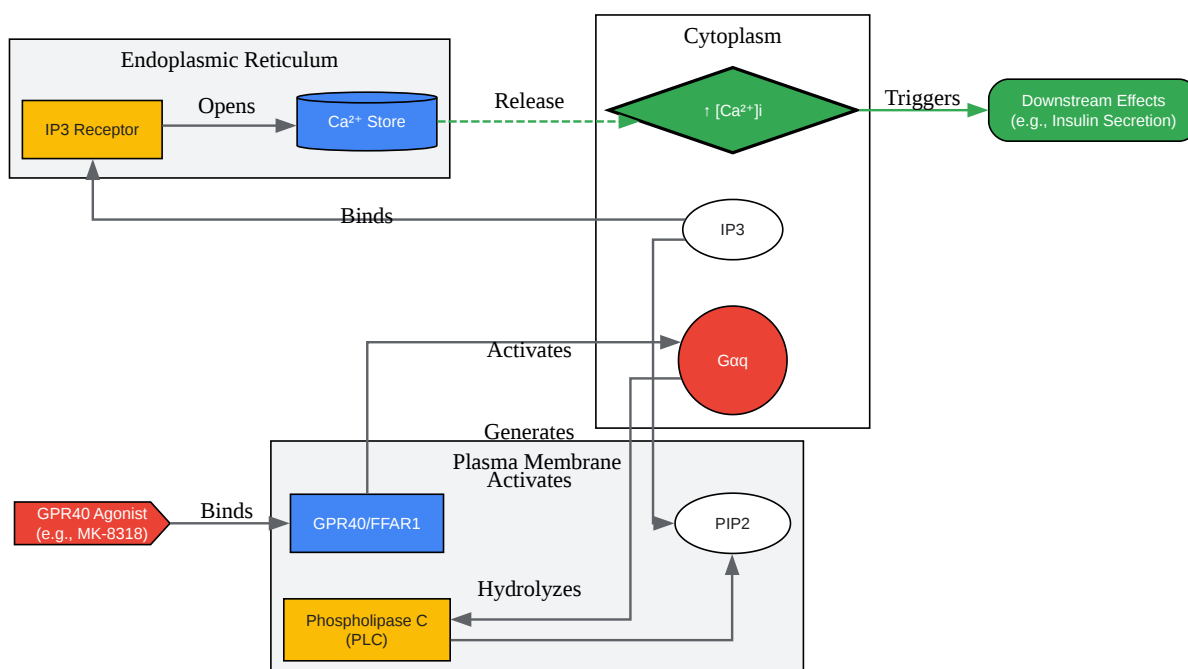 Cytoplasm
Endoplasmic Reticulum
Opens
Release
Triggers
IP3 Receptor
Ca²⁺ Store
↑ [Ca²⁺]i
Downstream Effects
(e.g., Insulin Secretion)
Binds
IP3
Activates
Gαq
Generates
Plasma Membrane
Activates
GPR40 Agonist
(e.g., MK-8318)
Binds
GPR40/FFAR1
PIP2
Hydrolyzes
Phospholipase C
(PLC)